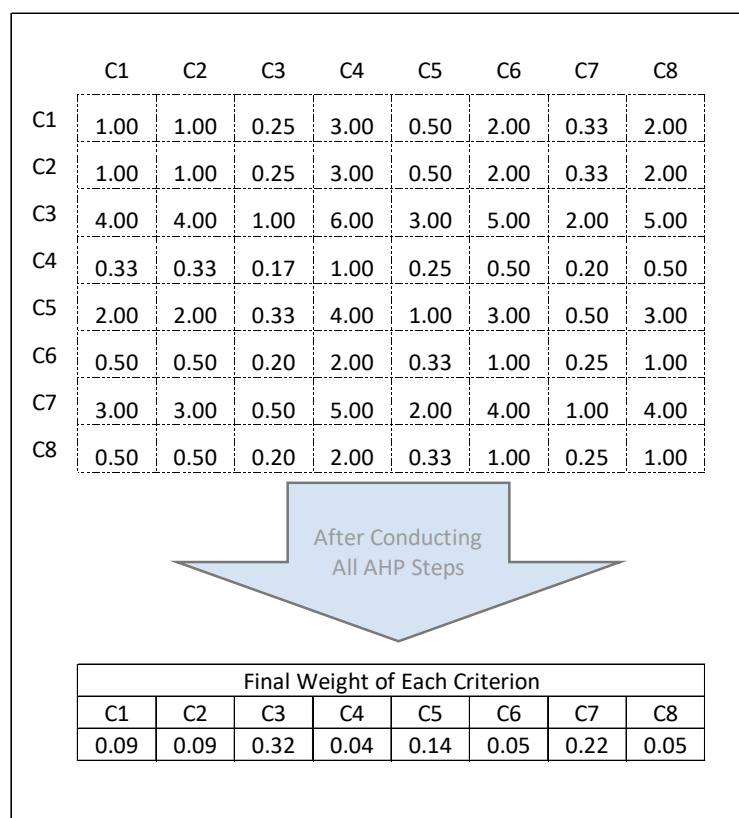 C1 C2 C3 C4 C5 C6 C7 C8
C1 1.00 1.00 0.25 3.00 0.50 2.00 0.33 2.00
C2 1.00 1.00 0.25 3.00 0.50 2.00 0.33 2.00
C3 4.00 4.00 1.00 6.00 3.00 5.00 2.00 5.00
C4 0.33 0.33 0.17 1.00 0.25 0.50 0.20 0.50
C5 2.00 2.00 0.33 4.00 1.00 3.00 0.50 3.00
C6 0.50 0.50 0.20 2.00 0.33 1.00 0.25 1.00
C7 3.00 3.00 0.50 5.00 2.00 4.00 1.00 4.00
C8 0.50 0.50 0.20 2.00 0.33 1.00 0.25 1.00
After Conducting
All AHP Steps
Final Weight of Each Criterion
C1 C2 C3 C4 C5 C6 C7 C8
0.09 0.09 0.32 0.04 0.14 0.05 0.22 0.05